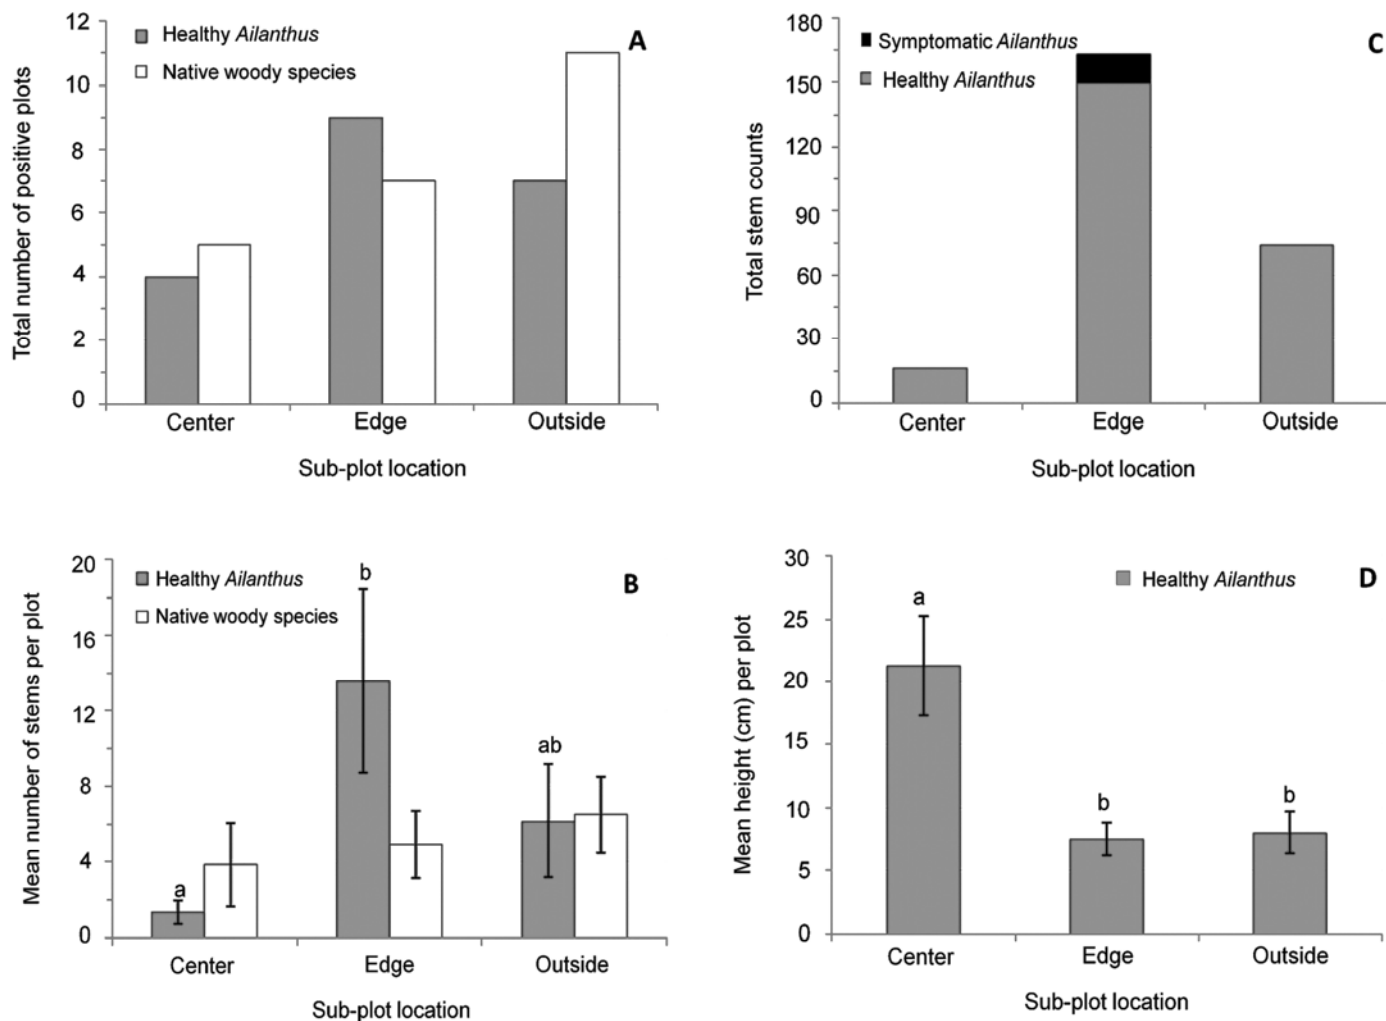 A
Healthy Ailanthus
Native woody species
Total number of positive plots
12
10
8
6
4
2
0
Center Edge Outside
Sub-plot location
C
Symptomatic Ailanthus
Healthy Ailanthus
Total stem counts
180
150
120
90
60
30
0
Center Edge Outside
Sub-plot location
B
Healthy Ailanthus
Native woody species
Mean number of stems per plot
20
16
12
8
4
0
a
b
ab
Center Edge Outside
Sub-plot location
D
Healthy Ailanthus
Mean height (cm) per plot
30
25
20
15
10
5
0
a
b
b
Center Edge Outside
Sub-plot location